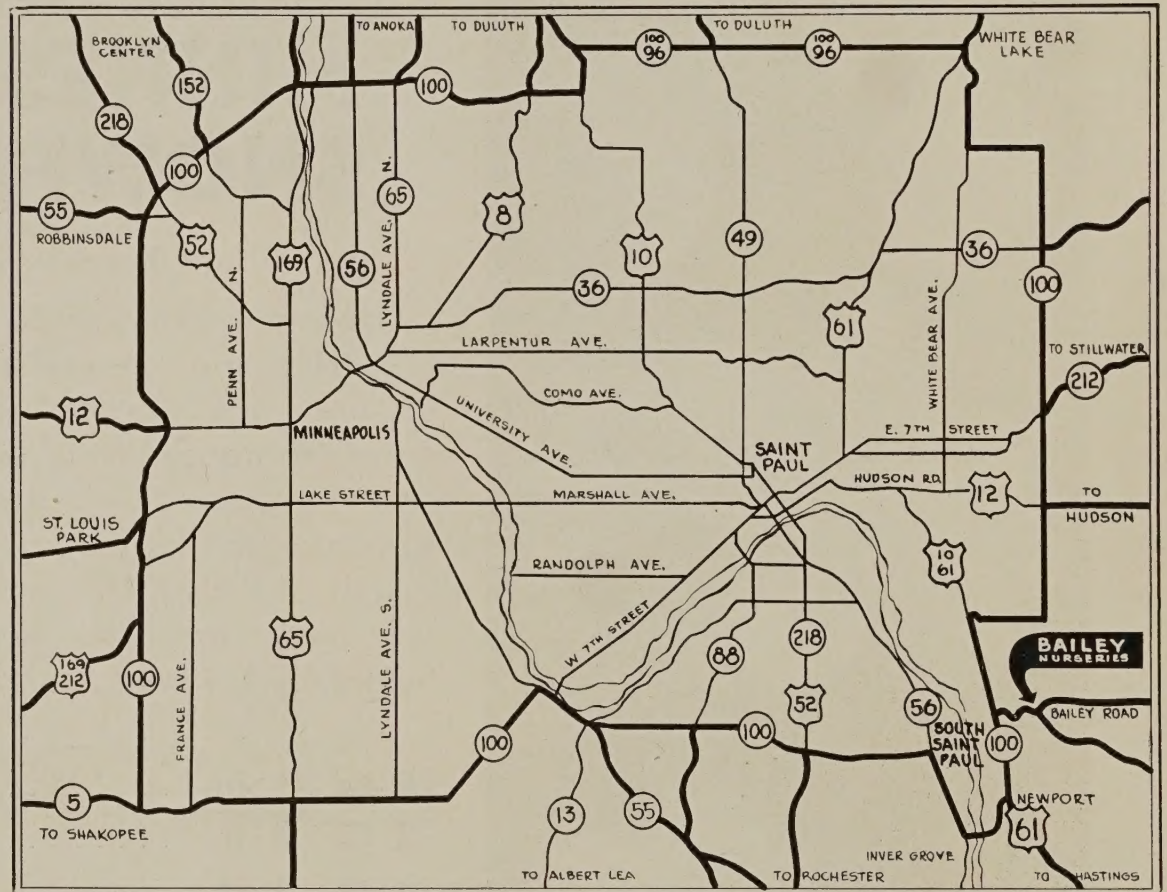 TO ANOKA
TO DULUTH
TO DULUTH
BROOKLYN
CENTER
152
100
96
100
96
WHITE BEAR
LAKE
218
100
100
55
ROBBINSDALE
52
169
56
65
LYNDALE AVE. N.
8
10
49
36
36
61
100
WHITE BEAR AVE.
PENN AVE. N.
LARPENTUR AVE.
TO STILLWATER
212
12
COMO AVE.
UNIVERSITY AVE.
MINNEAPOLIS
E. 7TH STREET
SAINT
PAUL
HUDSON RD.
12
TO
HUDSON
LAKE STREET
MARSHALL AVE.
ST. LOUIS
PARK
RANDOLPH AVE.
10
61
W 7TH STREET
LYNDALE AVE. S.
65
88
218
BAILEY
NURSERIES
169
212
100
FRANCE AVE.
52
56
BAILEY ROAD
SOUTH
SAINT
PAUL
100
100
100
5
TO SHAKOPEE
13
55
NEWPORT
61
INVER GROVE
TO ALBERT LEA
TO ROCHESTER
TO HASTINGS